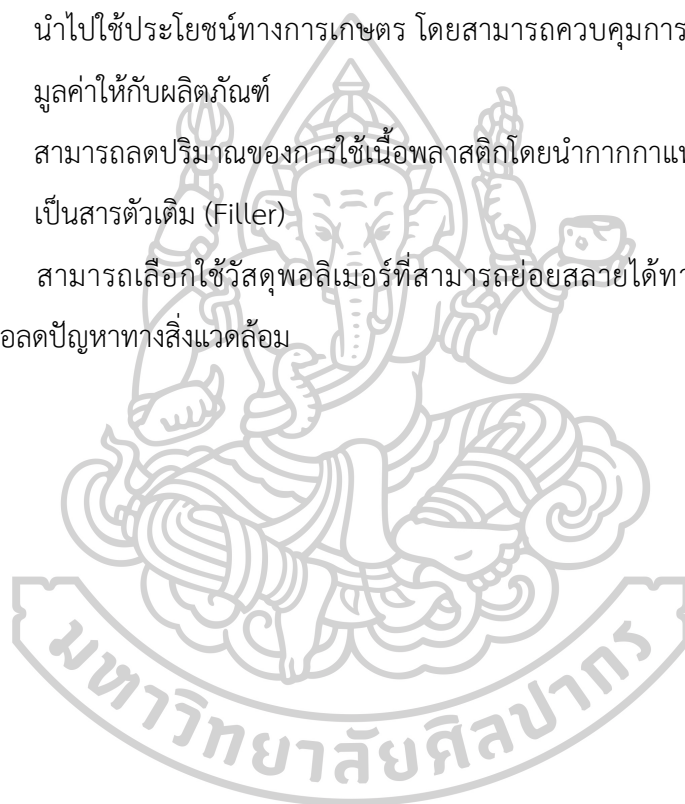 นำไปใช้ประโยชน์ทางการเกษตร โดยสามารถควบคุมการ
มูลค่าให้กับผลิตภัณฑ์
สามารถลดปริมาณของการใช้เนื้อพลาสติกโดยนำกากกาแ
เป็นสารตัวเติม (Filler)
สามารถเลือกใช้วัสดุพอลิเมอร์ที่สามารถย่อยสลายได้ทา
อลดปัญหาทางสิ่งแวดล้อม
มหาวิทยาลัยศิลปากร